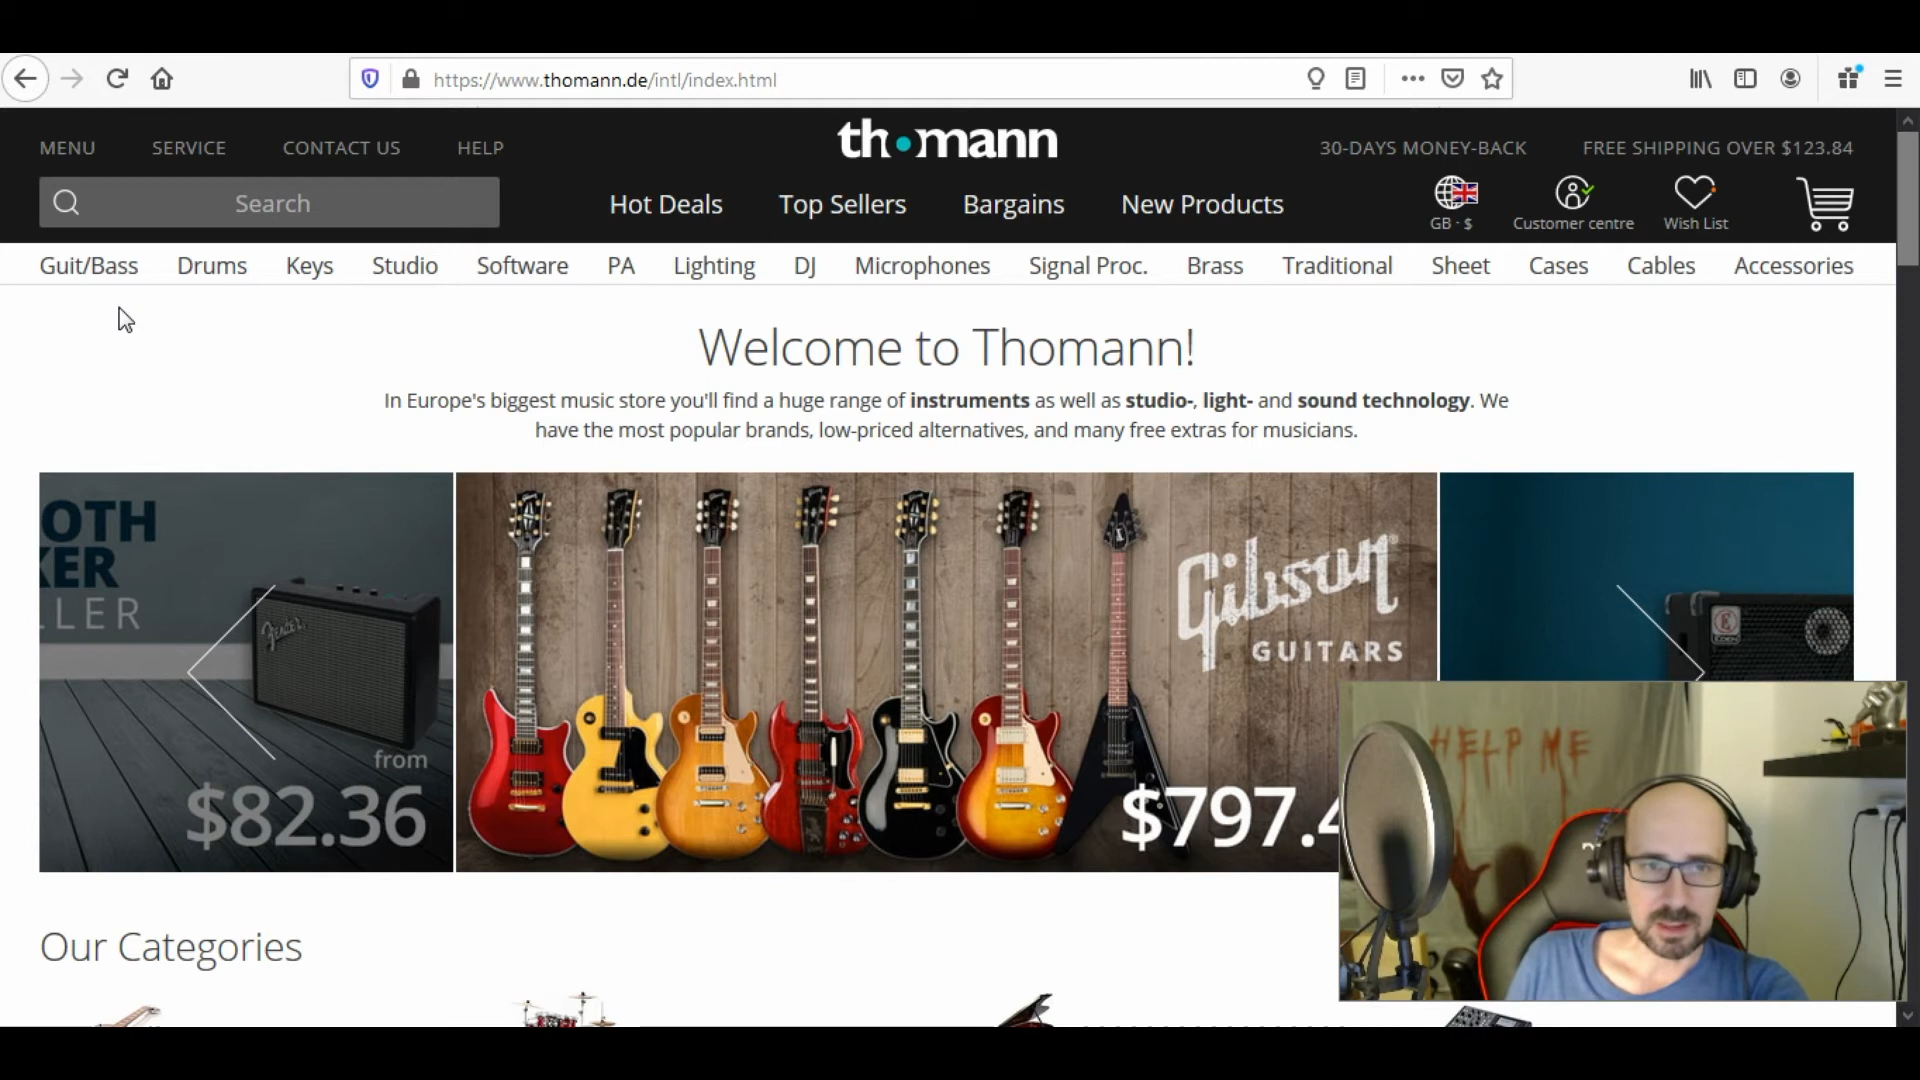 https://www.thomann.de/intl/index.html
MENU SERVICE CONTACT US HELP
th•mann
30-DAYS MONEY-BACK FREE SHIPPING OVER $123.84
Search
Hot Deals Top Sellers Bargains New Products
GB · $ Customer centre Wish List
Guit/Bass Drums Keys Studio Software PA Lighting DJ Microphones Signal Proc. Brass Traditional Sheet Cases Cables Accessories
Welcome to Thomann!
In Europe's biggest music store you'll find a huge range of instruments as well as studio-, light- and sound technology. We
have the most popular brands, low-priced alternatives, and many free extras for musicians.
OTH
KER
LLER
Fender
from
$82.36
Gibson
GUITARS
$797.4
HELP ME
Our Categories